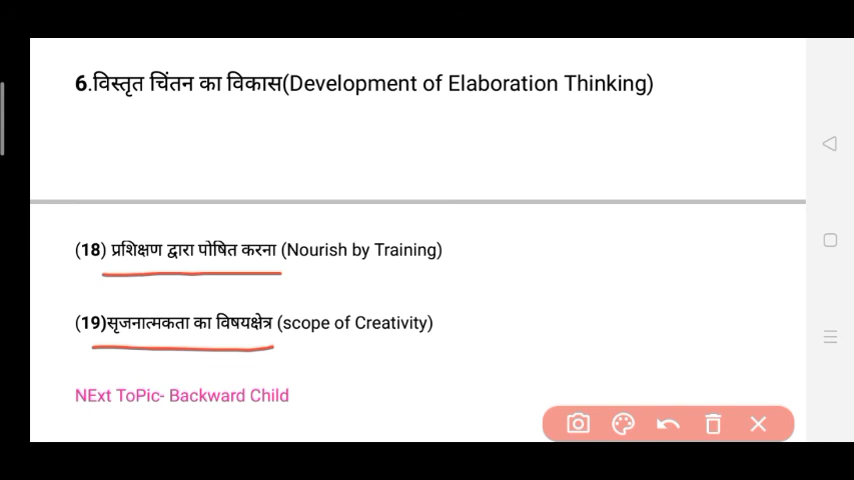 6.विस्तृत चिंतन का विकास(Development of Elaboration Thinking)
(18) प्रशिक्षण द्वारा पोषित करना (Nourish by Training)
(19)सृजनात्मकता का विषयक्षेत्र (scope of Creativity)
NExt ToPic- Backward Child